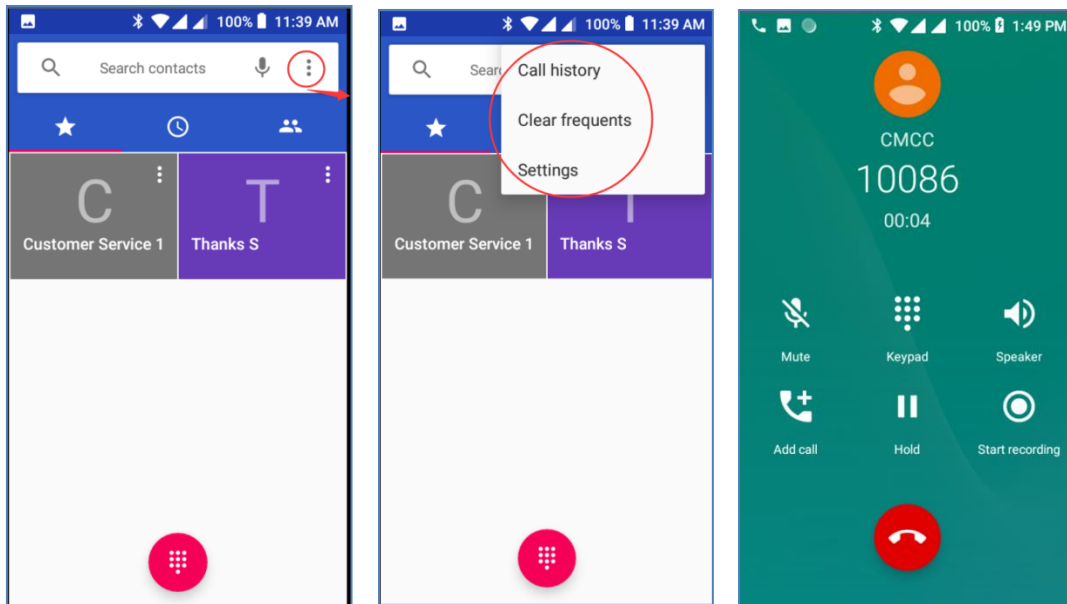 100% 11:39 AM
Search contacts
C
T
Customer Service 1
Thanks S
100% 11:39 AM
Sear
Call history
Clear frequents
Settings
C
Customer Service 1
Thanks S
100% 1:49 PM
CMCC
10086
00:04
Mute
Keypad
Speaker
Add call
Hold
Start recording